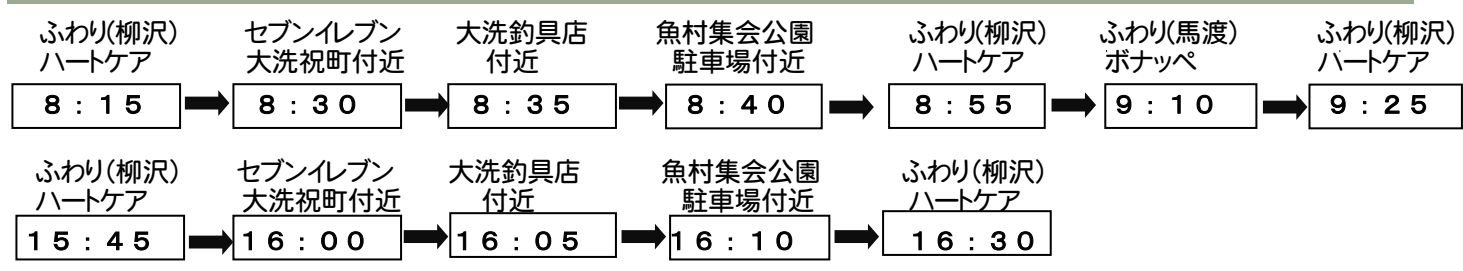 ふわり(柳沢) セブンイレブン 大洗釣具店 魚村集会公園 ふわり(柳沢) ふわり(馬渡) ふわり(柳沢)
ハートケア 大洗祝町付近 付近 駐車場付近 ハートケア ボナッペ ハートケア
8:15 8:30 8:35 8:40 8:55 9:10 9:25
ふわり(柳沢) セブンイレブン 大洗釣具店 魚村集会公園 ふわり(柳沢)
ハートケア 大洗祝町付近 付近 駐車場付近 ハートケア
15:45 16:00 16:05 16:10 16:30